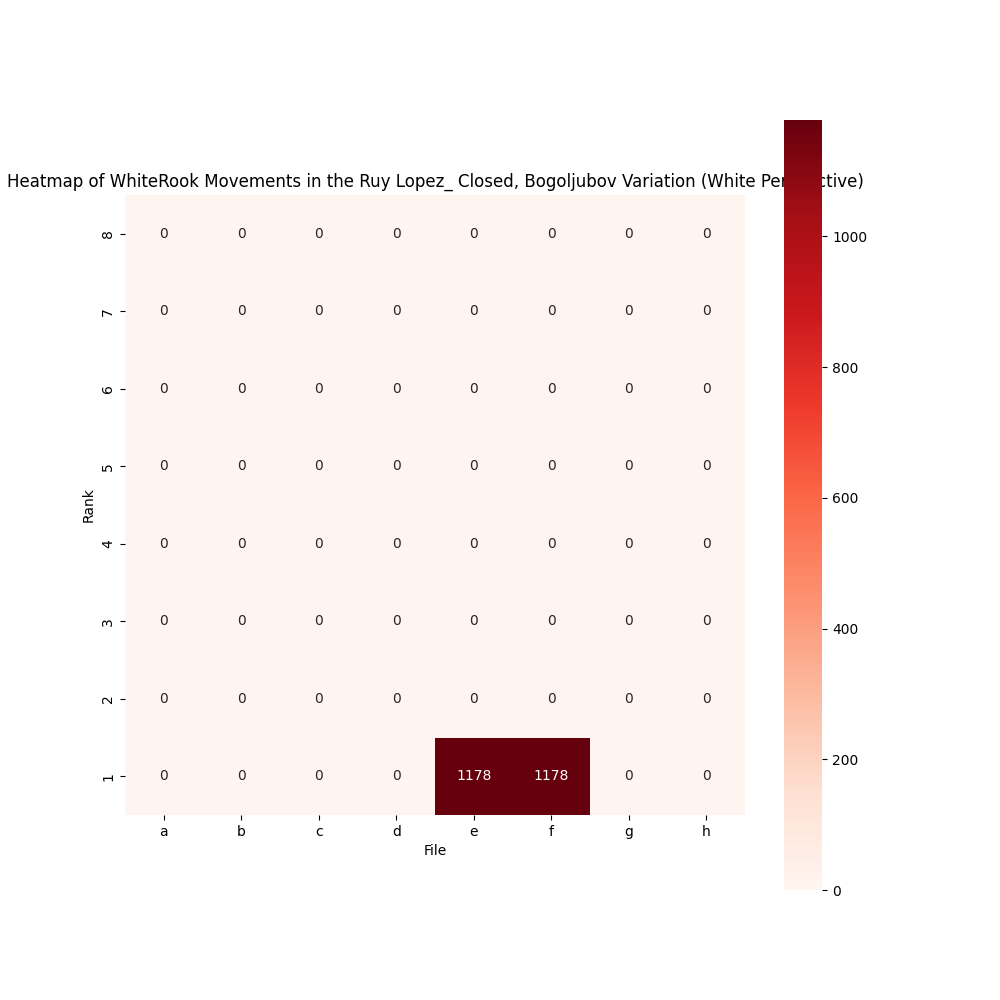 Heatmap of WhiteRook Movements in the Ruy Lopez_ Closed, Bogoljubov Variation (White Per ctive)
8 0 0 0 0 0 0 0 0
7 0 0 0 0 0 0 0 0
6 0 0 0 0 0 0 0 0
5 0 0 0 0 0 0 0 0
4 0 0 0 0 0 0 0 0
3 0 0 0 0 0 0 0 0
2 0 0 0 0 0 0 0 0
1 0 0 0 0 1178 1178 0 0
a b c d e f g h
File
Rank
1000
800
600
400
200
0